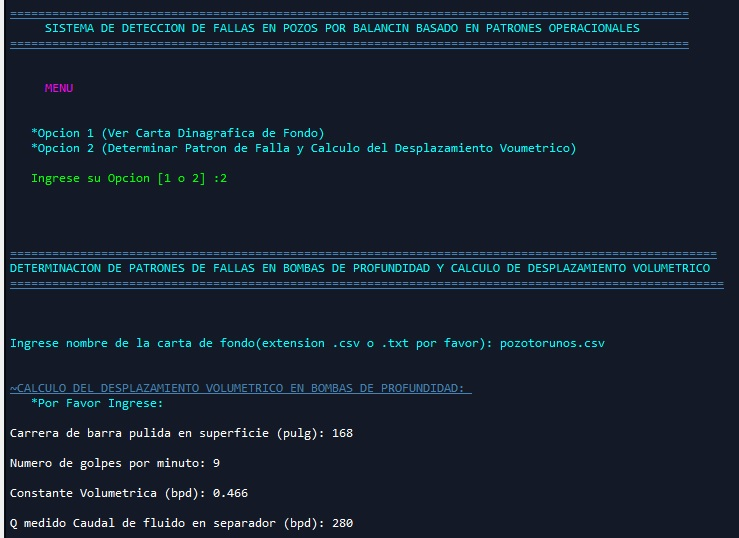 =================================================================================================
SISTEMA DE DETECCION DE FALLAS EN POZOS POR BALANCIN BASADO EN PATRONES OPERACIONALES
=================================================================================================
MENU
*Opcion 1 (Ver Carta Dinagrafica de Fondo)
*Opcion 2 (Determinar Patron de Falla y Calculo del Desplazamiento Voumetrico)
Ingrese su Opcion [1 o 2] :2
=====================================================================================================
DETERMINACION DE PATRONES DE FALLAS EN BOMBAS DE PROFUNDIDAD Y CALCULO DE DESPLAZAMIENTO VOLUMETRICO
======================================================================================================
Ingrese nombre de la carta de fondo(extension .csv o .txt por favor): pozotorunos.csv
~CALCULO DEL DESPLAZAMIENTO VOLUMETRICO EN BOMBAS DE PROFUNDIDAD:
*Por Favor Ingrese:
Carrera de barra pulida en superficie (pulg): 168
Numero de golpes por minuto: 9
Constante Volumetrica (bpd): 0.466
Q medido Caudal de fluido en separador (bpd): 280